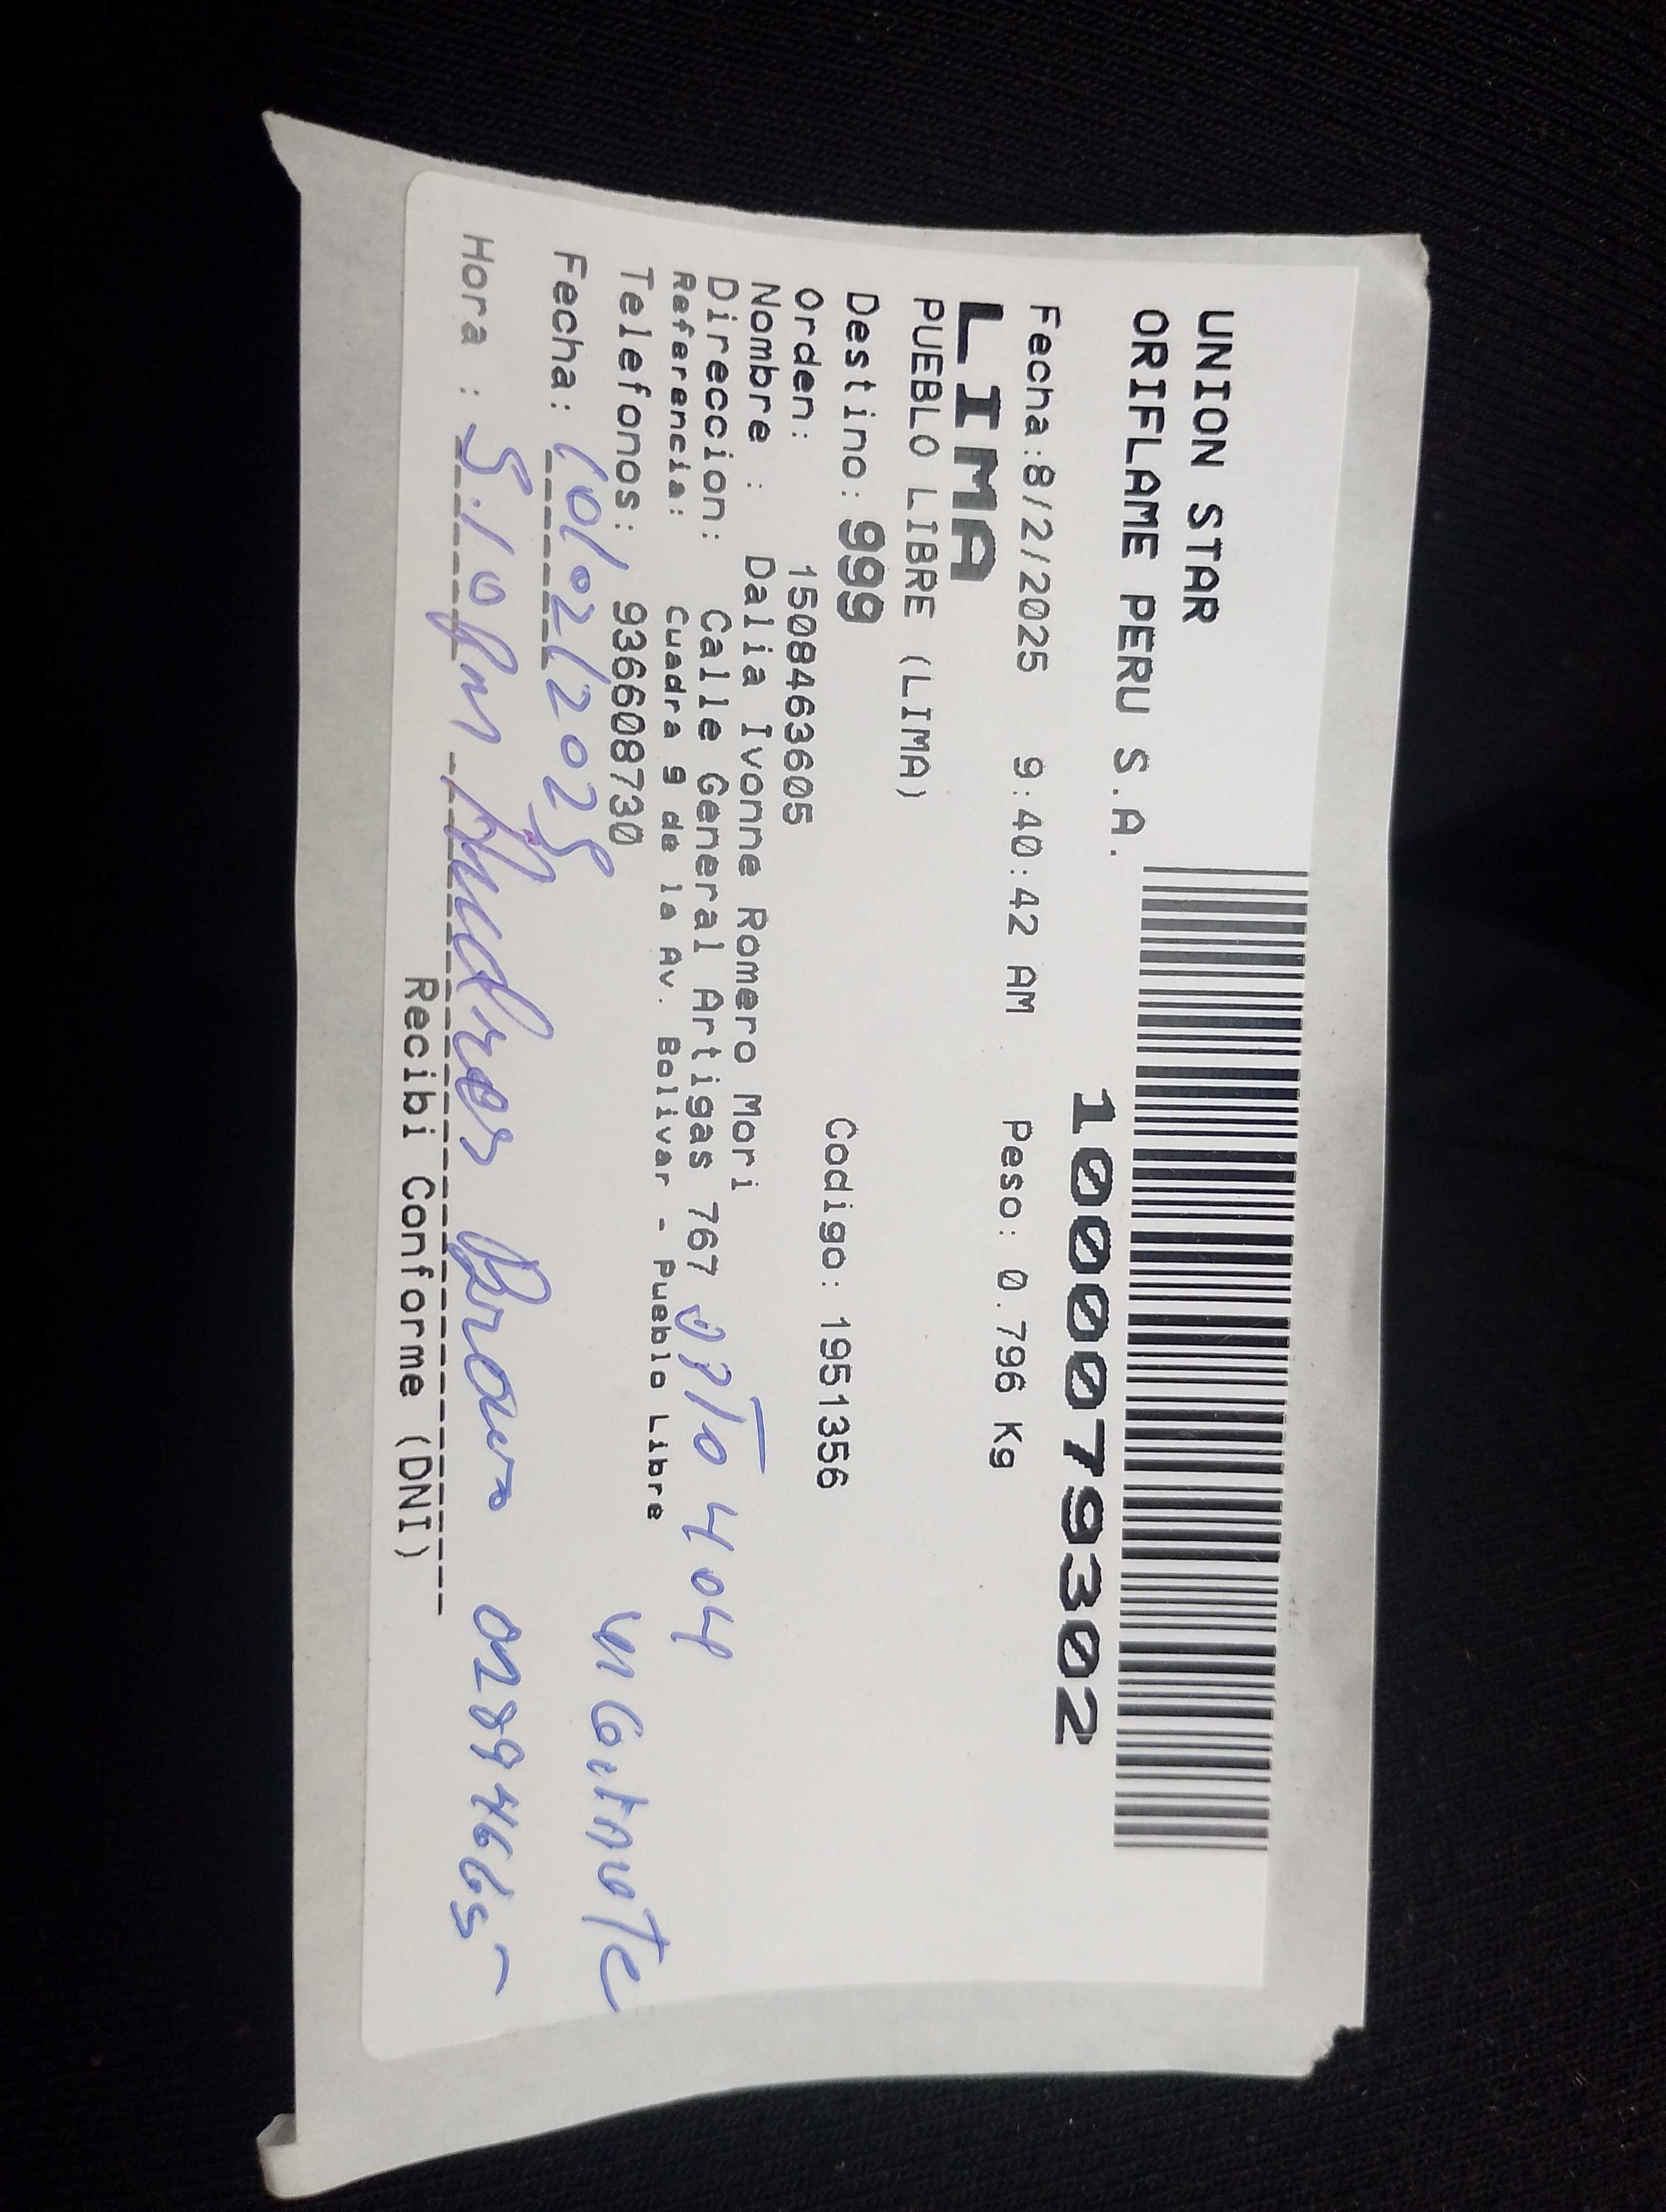 UNION STAR
ORIFLAME PERU S.A.
1000079302
Fecha:8/2/2025 9:40:42 AM Peso: 0.796 Kg
LIMA
PUEBLO LIBRE (LIMA)
Destino: 999 Codigo: 1951356
Orden: 1508463605
Nombre : Dalia Ivonne Romero Mori
Direccion: Calle General Artigas 767 404
Referencia: Cuadra 9 de la Av. Bolivar - Pueblo Libre
Telefonos: 936608730
Fecha: 10/02/2025
Hora : 5:10 pm
Recibi Conforme (DNI)